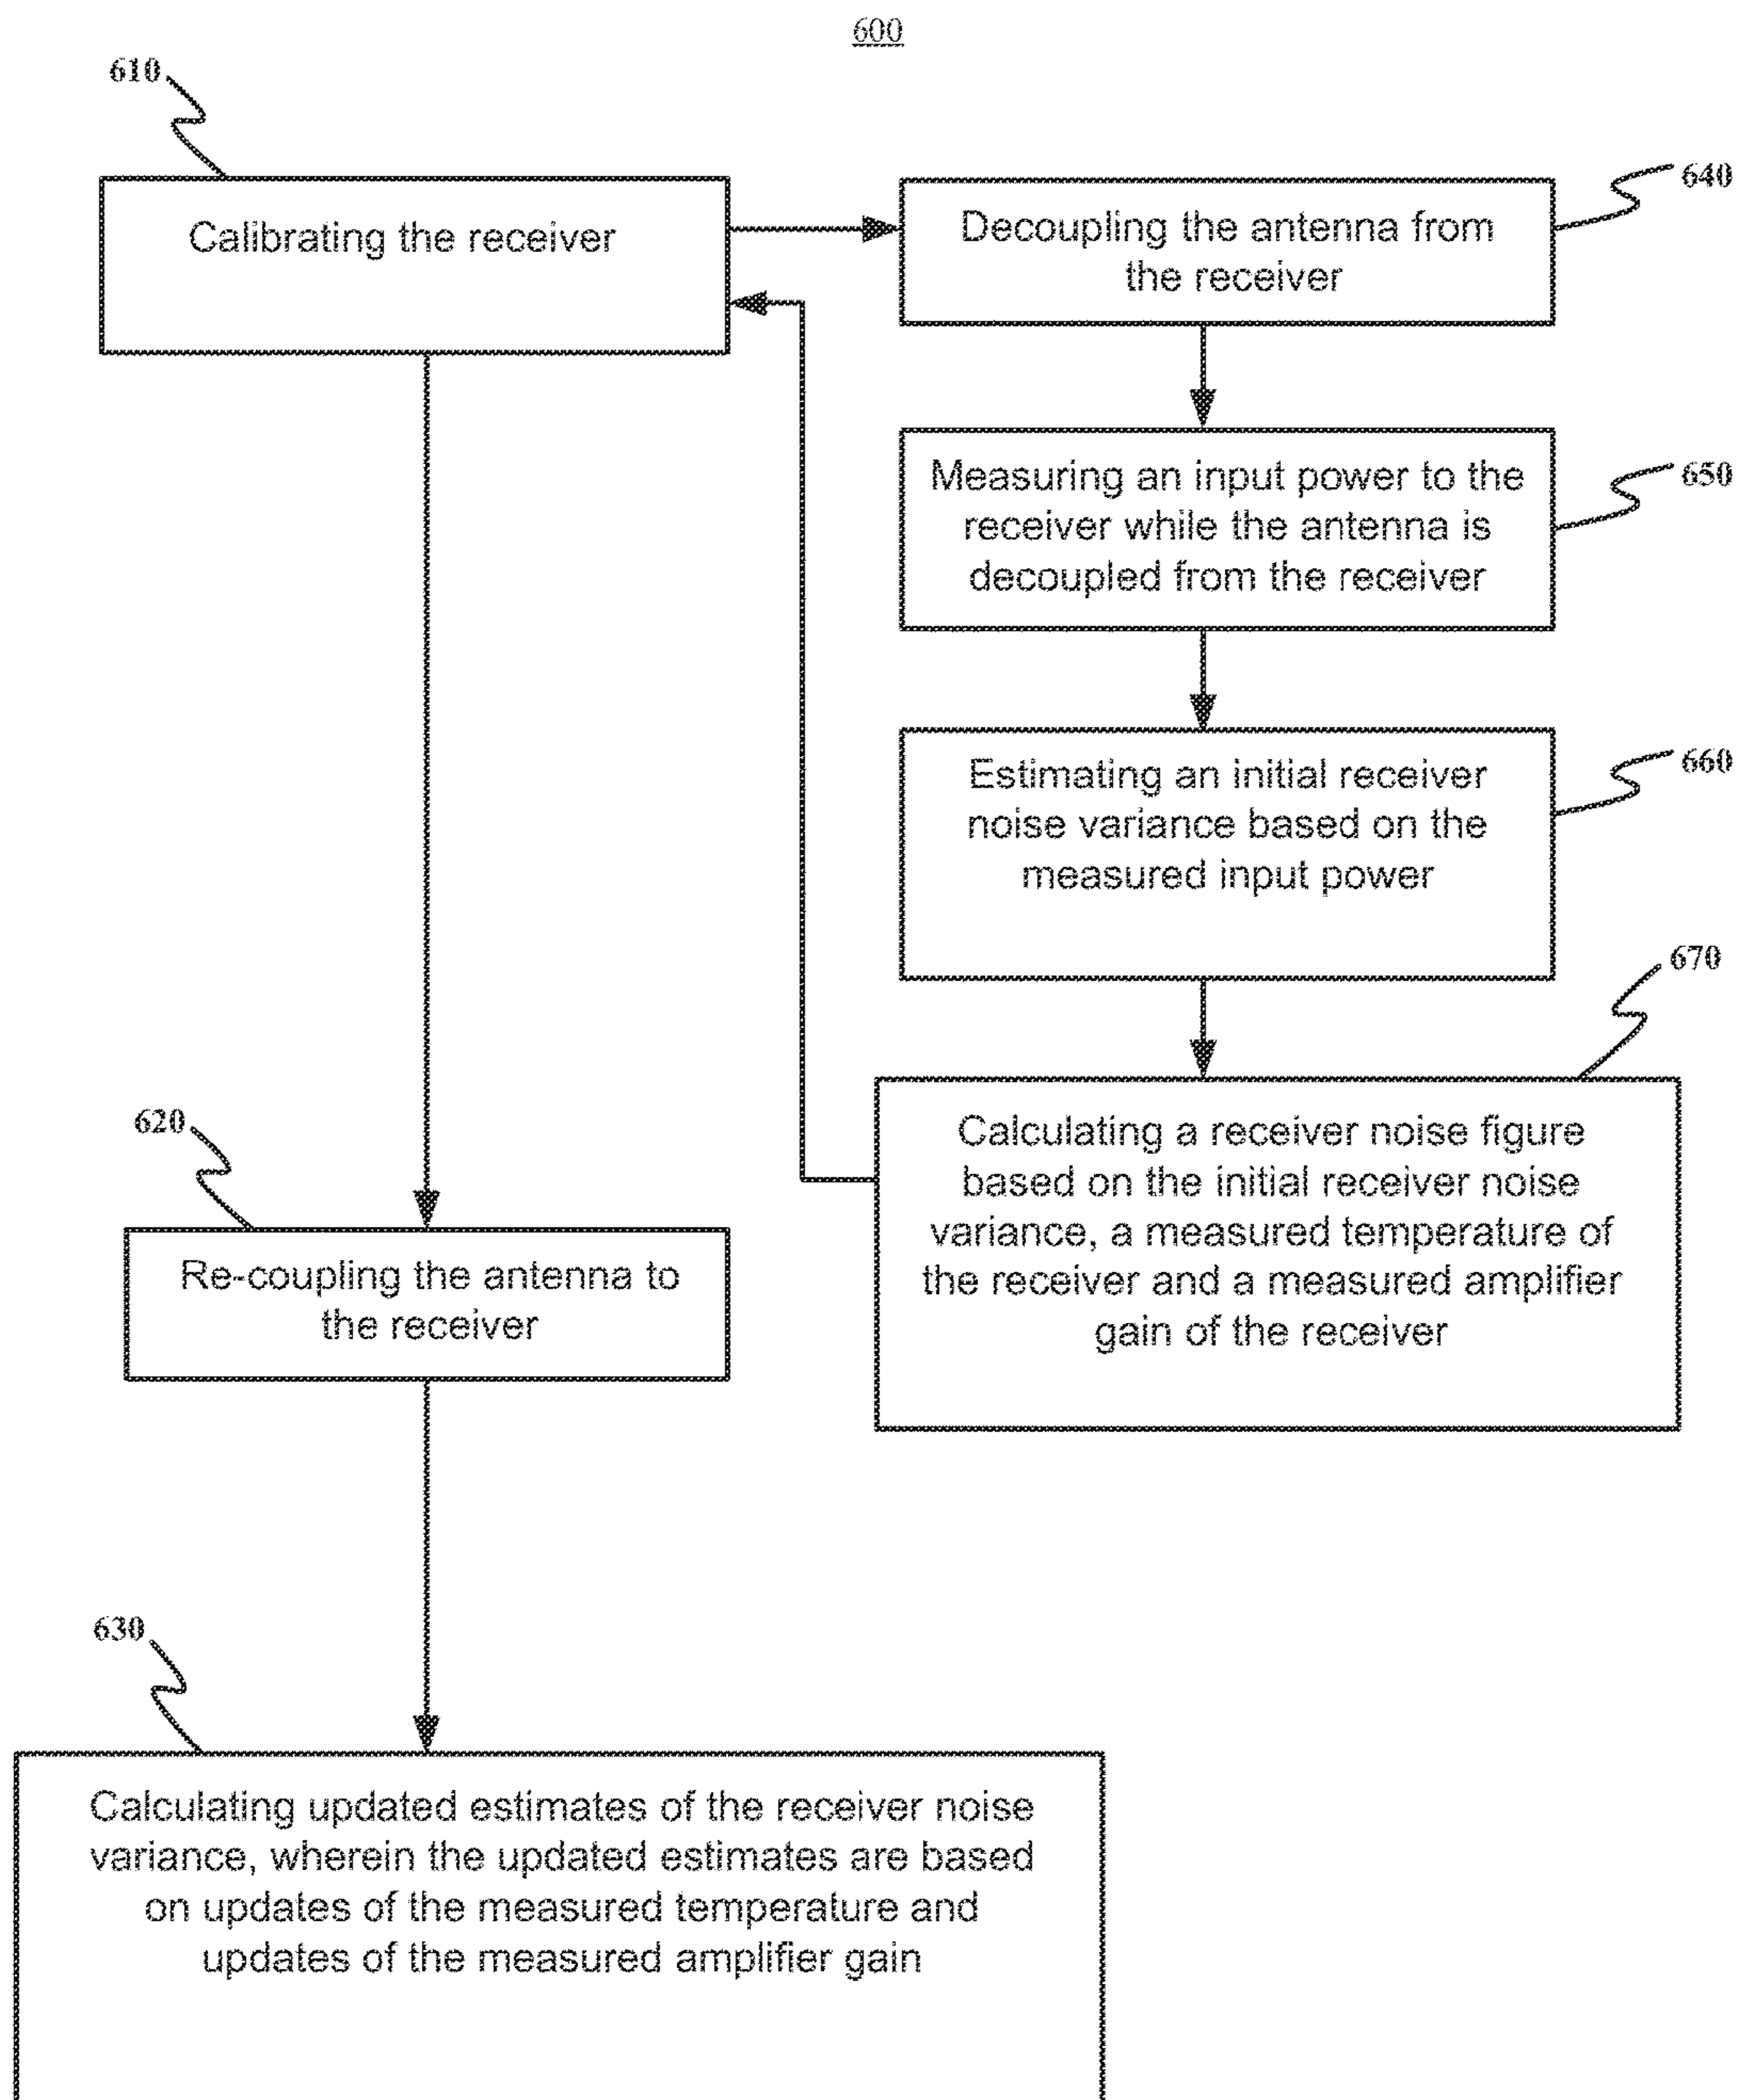 600
610
Calibrating the receiver
640
Decoupling the antenna from
the receiver
650
Measuring an input power to the
receiver while the antenna is
decoupled from the receiver
660
Estimating an initial receiver
noise variance based on the
measured input power
670
Calculating a receiver noise figure
based on the initial receiver noise
variance, a measured temperature of
the receiver and a measured amplifier
gain of the receiver
620
Re-coupling the antenna to
the receiver
630
Calculating updated estimates of the receiver noise
variance, wherein the updated estimates are based
on updates of the measured temperature and
updates of the measured amplifier gain